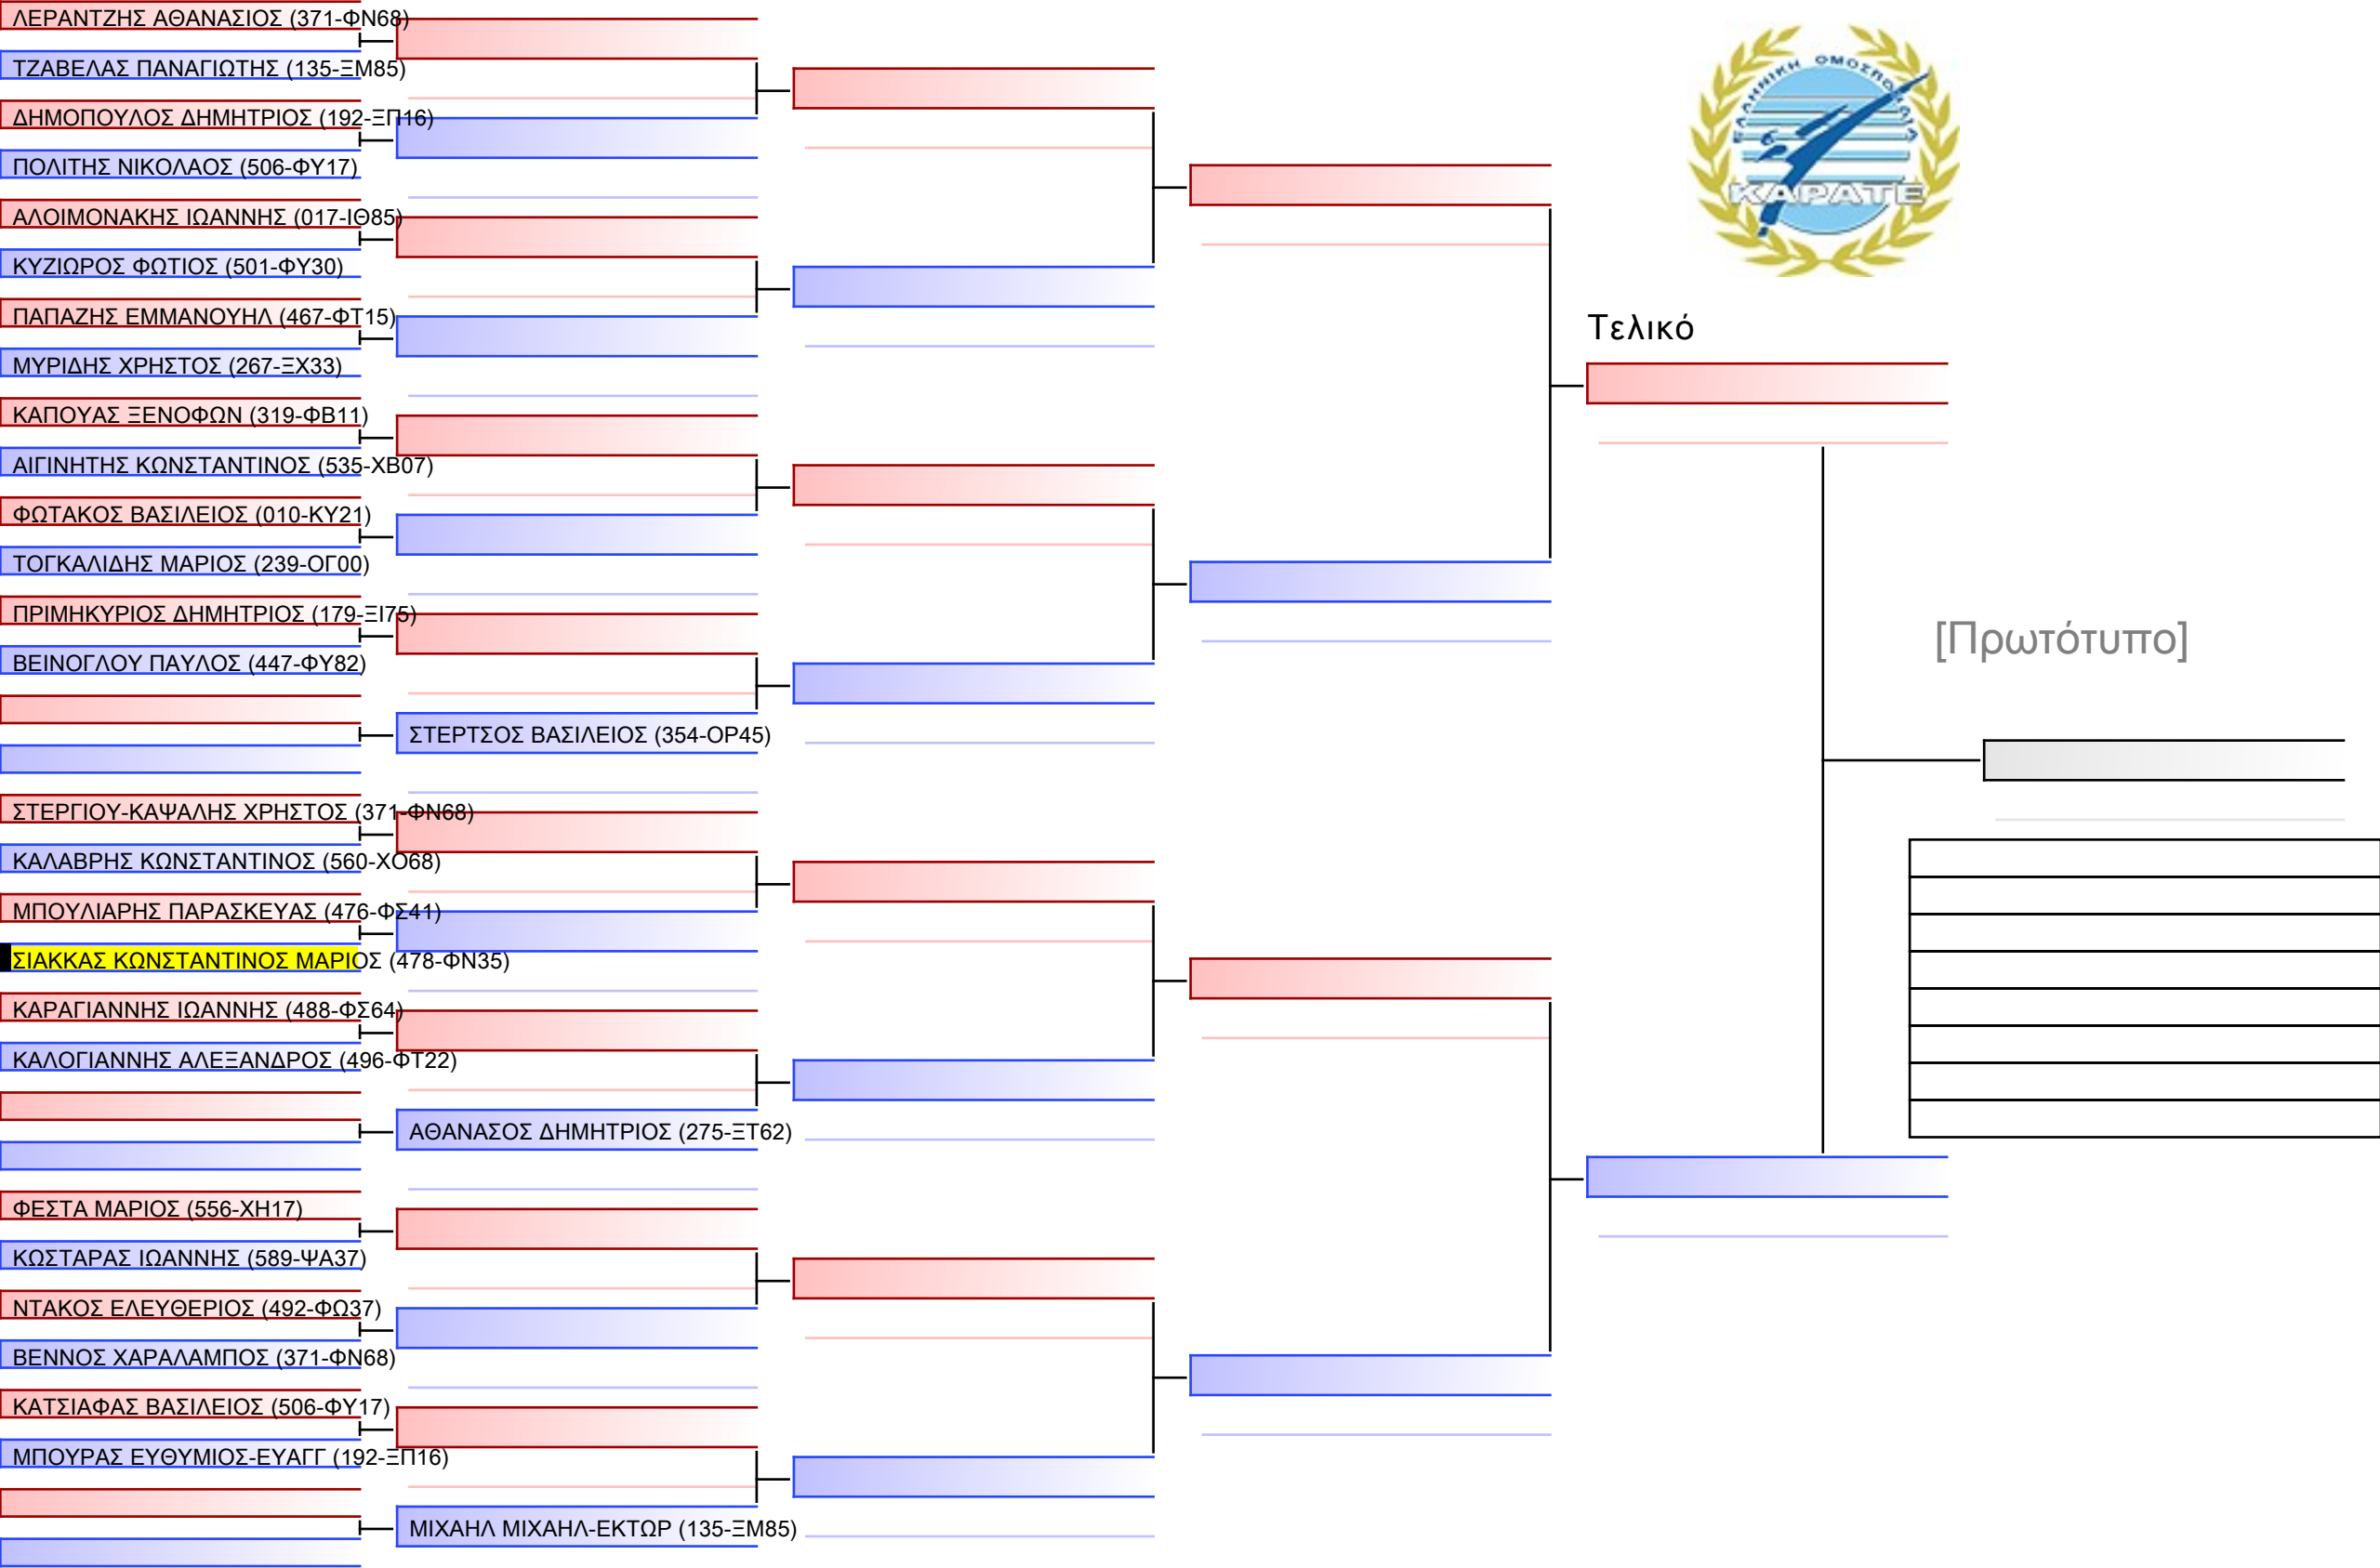 ΛΕΡΑΝΤΖΗΣ ΑΘΑΝΑΣΙΟΣ (371-ΦΝ68)
ΤΖΑΒΕΛΑΣ ΠΑΝΑΓΙΩΤΗΣ (135-ΞΜ85)
ΔΗΜΟΠΟΥΛΟΣ ΔΗΜΗΤΡΙΟΣ (192-ΞΠ16)
ΠΟΛΙΤΗΣ ΝΙΚΟΛΑΟΣ (506-ΦΥ17)
ΑΛΟΙΜΟΝΑΚΗΣ ΙΩΑΝΝΗΣ (017-ΙΘ85)
ΚΥΖΙΩΡΟΣ ΦΩΤΙΟΣ (501-ΦΥ30)
ΠΑΠΑΖΗΣ ΕΜΜΑΝΟΥΗΛ (467-ΦΤ15)
ΜΥΡΙΔΗΣ ΧΡΗΣΤΟΣ (267-ΞΧ33)
ΚΑΠΟΥΑΣ ΞΕΝΟΦΩΝ (319-ΦΒ11)
ΑΙΓΙΝΗΤΗΣ ΚΩΝΣΤΑΝΤΙΝΟΣ (535-ΧΒ07)
ΦΩΤΑΚΟΣ ΒΑΣΙΛΕΙΟΣ (010-ΚΥ21)
ΤΟΓΚΑΛΙΔΗΣ ΜΑΡΙΟΣ (239-ΟΓ00)
ΠΡΙΜΗΚΥΡΙΟΣ ΔΗΜΗΤΡΙΟΣ (179-ΞΙ75)
ΒΕΙΝΟΓΛΟΥ ΠΑΥΛΟΣ (447-ΦΥ82)
ΣΤΕΡΤΣΟΣ ΒΑΣΙΛΕΙΟΣ (354-ΟΡ45)
ΣΤΕΡΓΙΟΥ-ΚΑΨΑΛΗΣ ΧΡΗΣΤΟΣ (371-ΦΝ68)
ΚΑΛΑΒΡΗΣ ΚΩΝΣΤΑΝΤΙΝΟΣ (560-ΧΟ68)
ΜΠΟΥΛΙΑΡΗΣ ΠΑΡΑΣΚΕΥΑΣ (476-ΦΣ41)
ΣΙΑΚΚΑΣ ΚΩΝΣΤΑΝΤΙΝΟΣ ΜΑΡΙΟΣ (478-ΦΝ35)
ΚΑΡΑΓΙΑΝΝΗΣ ΙΩΑΝΝΗΣ (488-ΦΣ64)
ΚΑΛΟΓΙΑΝΝΗΣ ΑΛΕΞΑΝΔΡΟΣ (496-ΦΤ22)
ΑΘΑΝΑΣΟΣ ΔΗΜΗΤΡΙΟΣ (275-ΞΤ62)
ΦΕΣΤΑ ΜΑΡΙΟΣ (556-ΧΗ17)
ΚΩΣΤΑΡΑΣ ΙΩΑΝΝΗΣ (589-ΨΑ37)
ΝΤΑΚΟΣ ΕΛΕΥΘΕΡΙΟΣ (492-ΦΩ37)
ΒΕΝΝΟΣ ΧΑΡΑΛΑΜΠΟΣ (371-ΦΝ68)
ΚΑΤΣΙΑΦΑΣ ΒΑΣΙΛΕΙΟΣ (506-ΦΥ17)
ΜΠΟΥΡΑΣ ΕΥΘΥΜΙΟΣ-ΕΥΑΓΓ (192-ΞΠ16)
ΜΙΧΑΗΛ ΜΙΧΑΗΛ-ΕΚΤΩΡ (135-ΞΜ85)
ΕΛΛΗΝΙΚΗ ΟΜΟΣΠΟΝΔΙΑ
ΚΑΡΑΤΕ
Τελικό
[Πρωτότυπο]